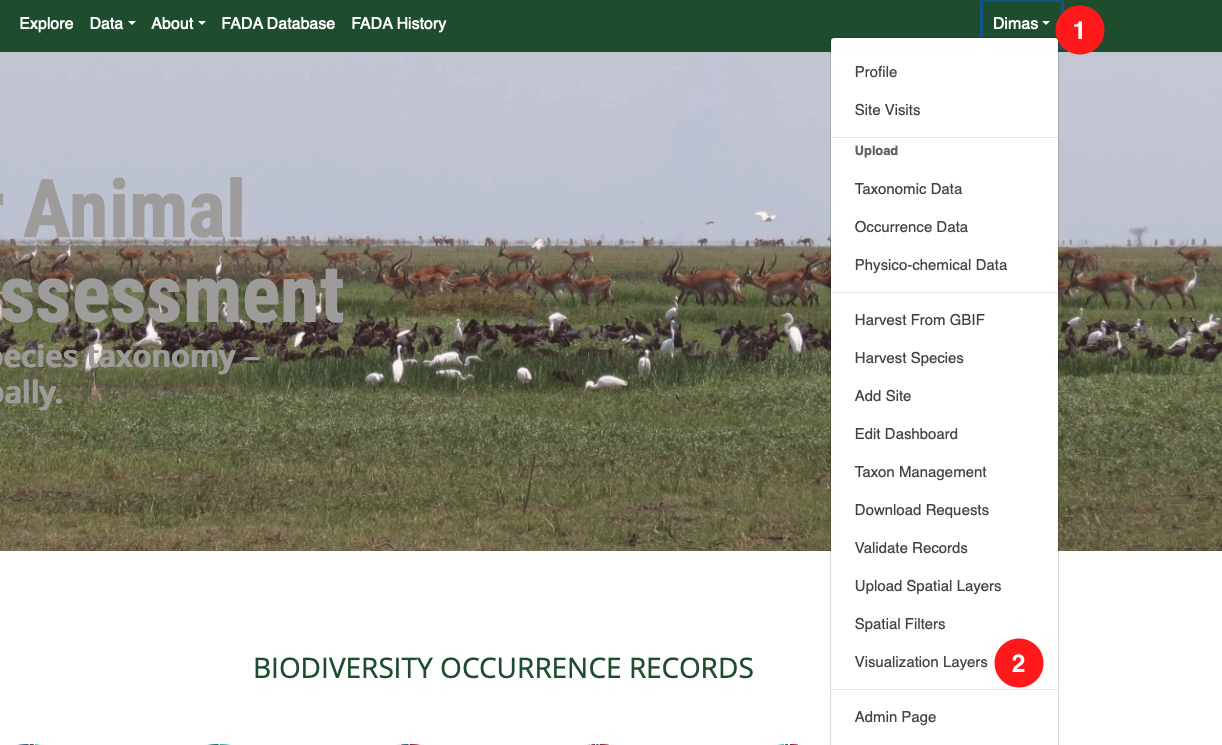 Explore Data About FADA Database FADA History Dimas 1
Profile
Site Visits
Upload
Taxonomic Data
Occurrence Data
Physico-chemical Data
Harvest From GBIF
Harvest Species
Add Site
Edit Dashboard
Taxon Management
Download Requests
Validate Records
Upload Spatial Layers
Spatial Filters
Visualization Layers 2
Admin Page
Animal
ssessment
ecies taxonomy –
ally.
BIODIVERSITY OCCURRENCE RECORDS